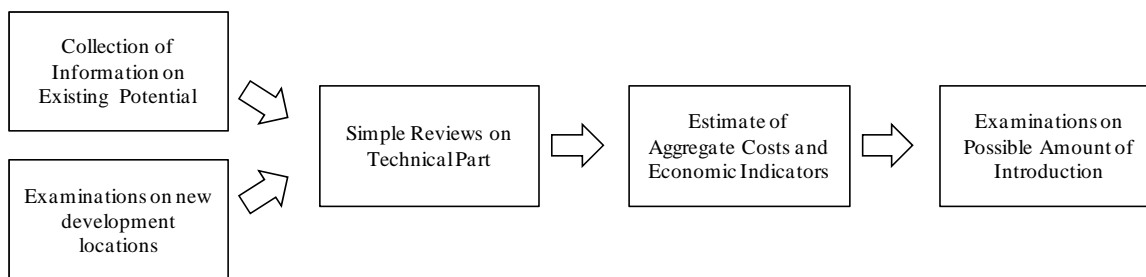 Collection of
Information on
Existing Potential
Examinations on new
development
locations
Simple Reviews on
Technical Part
Estimate of
Aggregate Costs and
Economic Indicators
Examinations on
Possible Amount of
Introduction